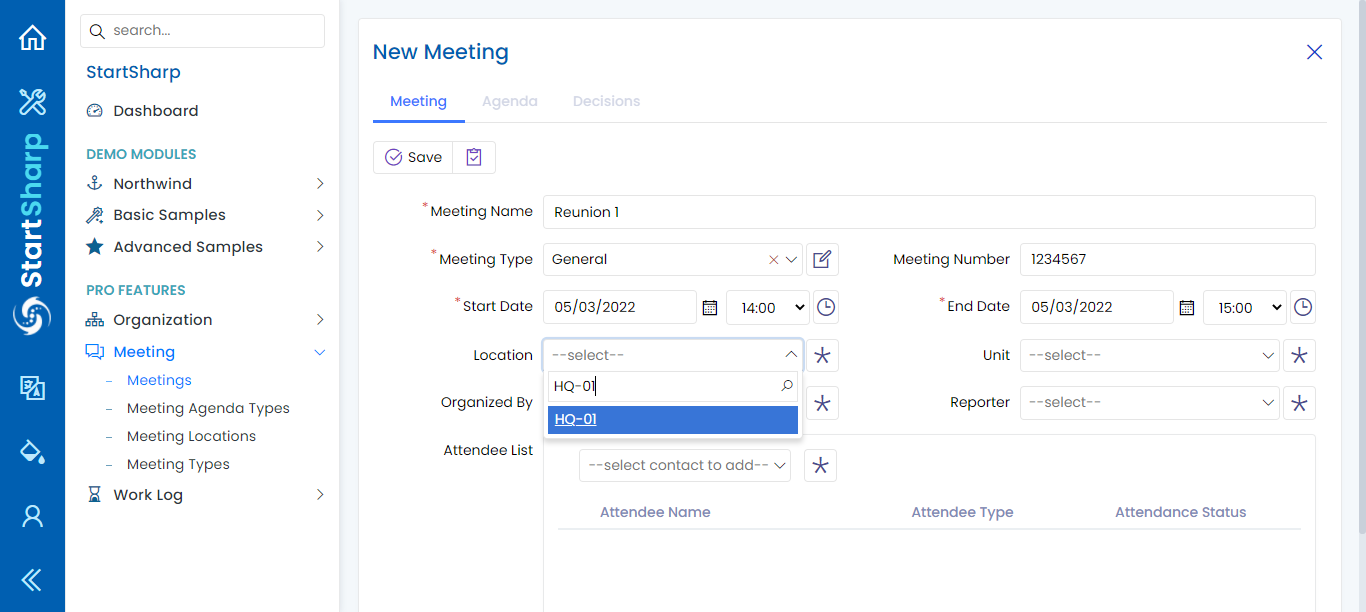 search...
StartSharp
Dashboard
DEMO MODULES
Northwind
Basic Samples
Advanced Samples
PRO FEATURES
Organization
Meeting
Meetings
Meeting Agenda Types
Meeting Locations
Meeting Types
Work Log
StartSharp
New Meeting
Meeting Agenda Decisions
Save
*Meeting Name Reunion 1
*Meeting Type General Meeting Number 1234567
*Start Date 05/03/2022 14:00 *End Date 05/03/2022 15:00
Location --select-- Unit --select--
HQ-01
Organized By Reporter --select--
HQ-01
Attendee List
--select contact to add--
Attendee Name Attendee Type Attendance Status